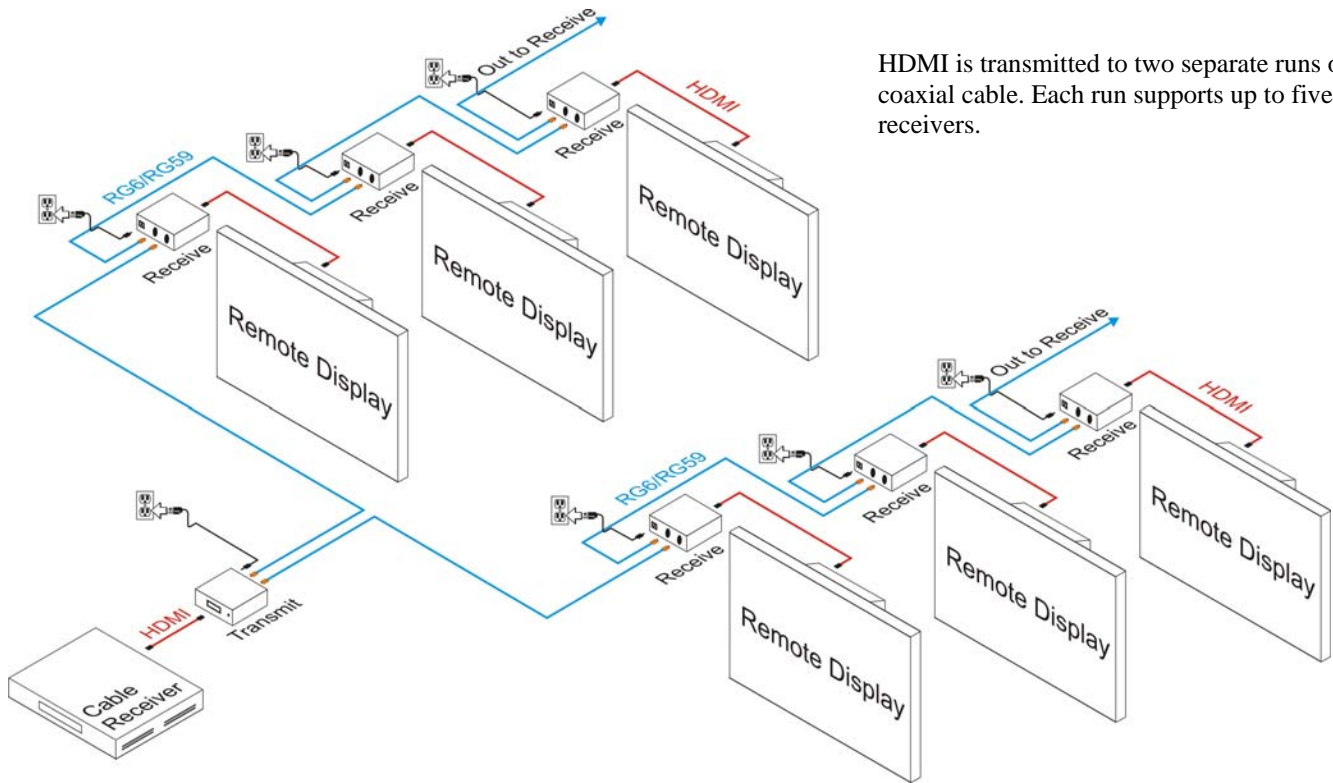 HDMI is transmitted to two separate runs o
coaxial cable. Each run supports up to five
receivers.
Out to Receive
HDMI
Receive
Remote Display
RG6/RG59
Receive
Remote Display
Receive
Remote Display
Out to Receive
HDMI
Receive
Remote Display
RG6/RG59
Receive
Remote Display
Receive
Remote Display
Transmit
HDMI
Cable
Receiver